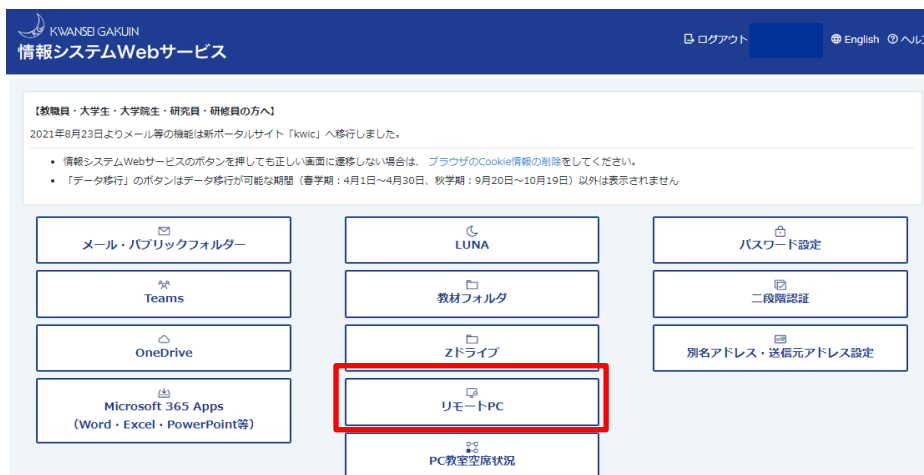 KWANSEI GAKUIN
情報システムWebサービス
ログアウト
English
ヘル
【教職員・大学生・大学院生・研究員・研修員の方へ】
2021年8月23日よりメール等の機能は新ポータルサイト「kwic」へ移行しました。
• 情報システムWebサービスのボタンを押しても正しい画面に遷移しない場合は、 ブラウザのCookie情報の削除をしてください。
• 「データ移行」のボタンはデータ移行が可能な期間（春学期：4月1日～4月30日、秋学期：9月20日～10月19日）以外は表示されません
メール・パブリックフォルダー
LUNA
パスワード設定
Teams
教材フォルダ
二段階認証
OneDrive
Zドライブ
別名アドレス・送信元アドレス設定
Microsoft 365 Apps
（Word・Excel・PowerPoint等）
リモートPC
PC教室空席状況